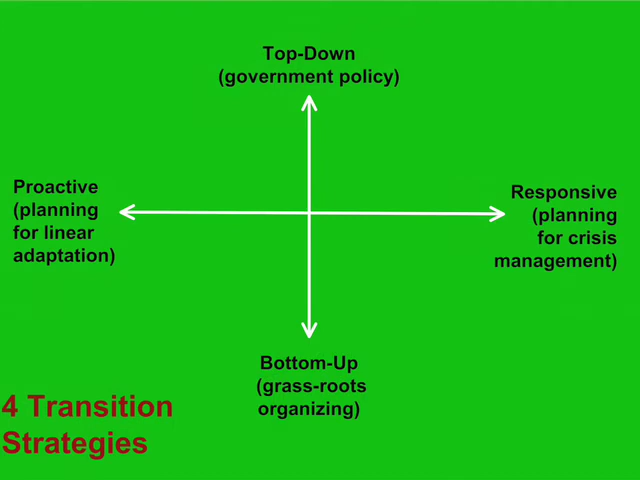 Top-Down
(government policy)
Proactive
(planning
for linear
adaptation)
Responsive
(planning
for crisis
management)
Bottom-Up
(grass-roots
organizing)
4 Transition
Strategies